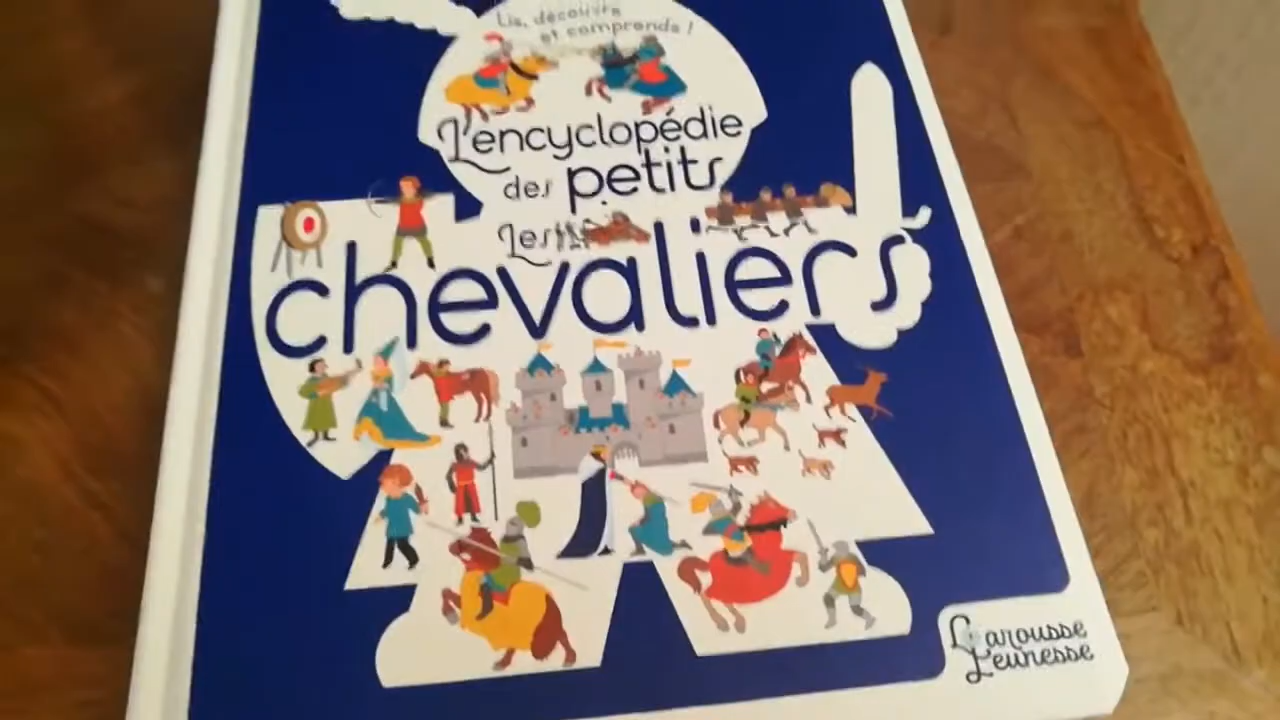 Lis, découvre
et comprends !
L'encyclopédie
des petits
Les
chevaliers
Larousse
Jeunesse